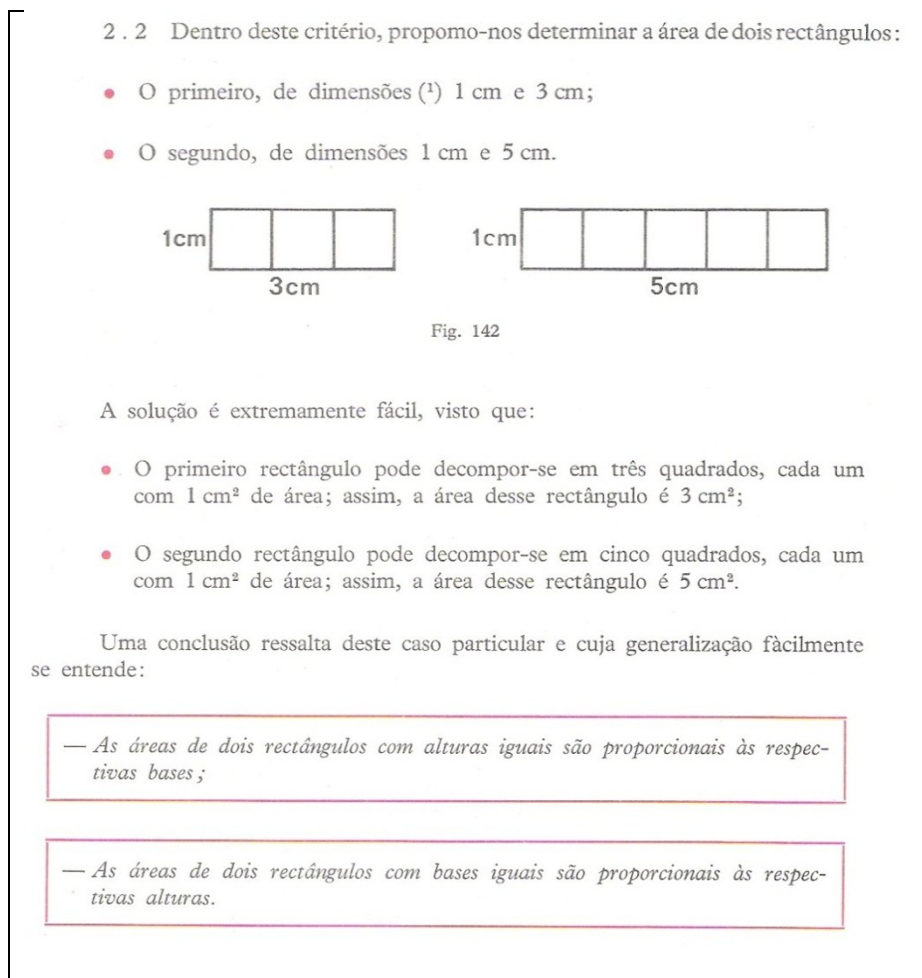 2 . 2 Dentro deste critério, propomo-nos determinar a área de dois rectângulos:
• O primeiro, de dimensões (¹) 1 cm e 3 cm;
• O segundo, de dimensões 1 cm e 5 cm.
1cm
3cm
1cm
5cm
Fig. 142
A solução é extremamente fácil, visto que:
• O primeiro rectângulo pode decompor-se em três quadrados, cada um
com 1 cm² de área; assim, a área desse rectângulo é 3 cm²;
• O segundo rectângulo pode decompor-se em cinco quadrados, cada um
com 1 cm² de área; assim, a área desse rectângulo é 5 cm².
Uma conclusão ressalta deste caso particular e cuja generalização fàcilmente
se entende:
— As áreas de dois rectângulos com alturas iguais são proporcionais às respec-
tivas bases;
— As áreas de dois rectângulos com bases iguais são proporcionais às respec-
tivas alturas.